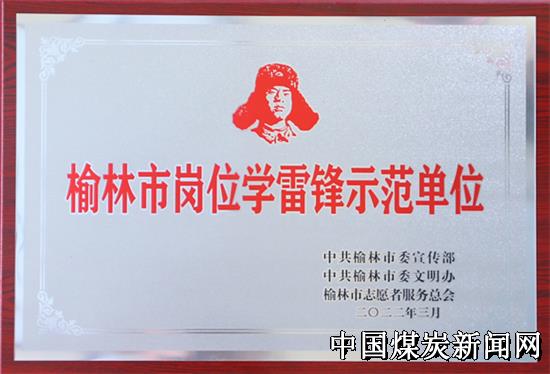 榆林市岗位学雷锋示范单位
中共榆林市委宣传部
中共榆林市委文明办
榆林市志愿者服务总会
二〇二二年三月
中国煤炭新闻网